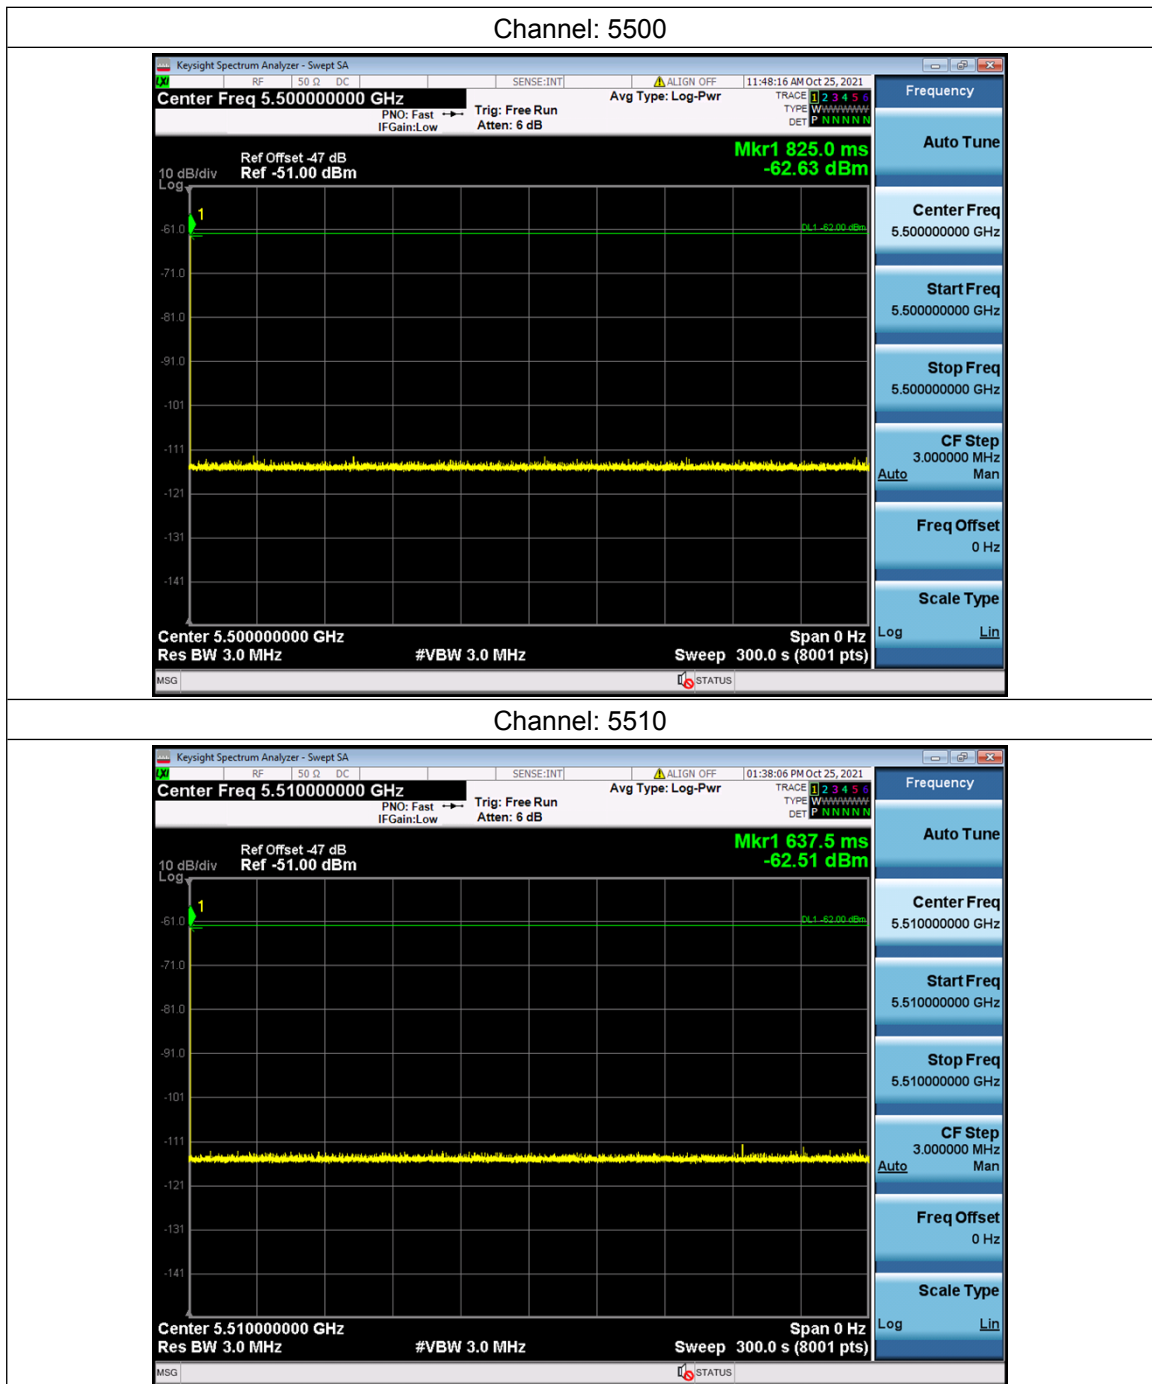 Channel: 5500
Keysight Spectrum Analyzer - Swept SA
LXI RF 50 Ω DC SENSE:INT ALIGN OFF 11:48:16 AM Oct 25, 2021
Center Freq 5.500000000 GHz
PNO: Fast
IFGain:Low
Trig: Free Run
Atten: 6 dB
Avg Type: Log-Pwr
TRACE 1 2 3 4 5 6
TYPE WWWWWW
DET P N N N N N
Frequency
Mkr1 825.0 ms
-62.63 dBm
Ref Offset -47 dB
10 dB/div Ref -51.00 dBm
Log
1
DL1 -62.00 dBm
-61.0
-71.0
-81.0
-91.0
-101
-111
-121
-131
-141
Center 5.500000000 GHz Span 0 Hz
Res BW 3.0 MHz #VBW 3.0 MHz Sweep 300.0 s (8001 pts)
MSG STATUS
Auto Tune
Center Freq
5.500000000 GHz
Start Freq
5.500000000 GHz
Stop Freq
5.500000000 GHz
CF Step
3.000000 MHz
Auto Man
Freq Offset
0 Hz
Scale Type
Log Lin
Channel: 5510
Keysight Spectrum Analyzer - Swept SA
LXI RF 50 Ω DC SENSE:INT ALIGN OFF 01:38:06 PM Oct 25, 2021
Center Freq 5.510000000 GHz
PNO: Fast
IFGain:Low
Trig: Free Run
Atten: 6 dB
Avg Type: Log-Pwr
TRACE 1 2 3 4 5 6
TYPE WWWWWW
DET P N N N N N
Frequency
Mkr1 637.5 ms
-62.51 dBm
Ref Offset -47 dB
10 dB/div Ref -51.00 dBm
Log
1
DL1 -62.00 dBm
-61.0
-71.0
-81.0
-91.0
-101
-111
-121
-131
-141
Center 5.510000000 GHz Span 0 Hz
Res BW 3.0 MHz #VBW 3.0 MHz Sweep 300.0 s (8001 pts)
MSG STATUS
Auto Tune
Center Freq
5.510000000 GHz
Start Freq
5.510000000 GHz
Stop Freq
5.510000000 GHz
CF Step
3.000000 MHz
Auto Man
Freq Offset
0 Hz
Scale Type
Log Lin